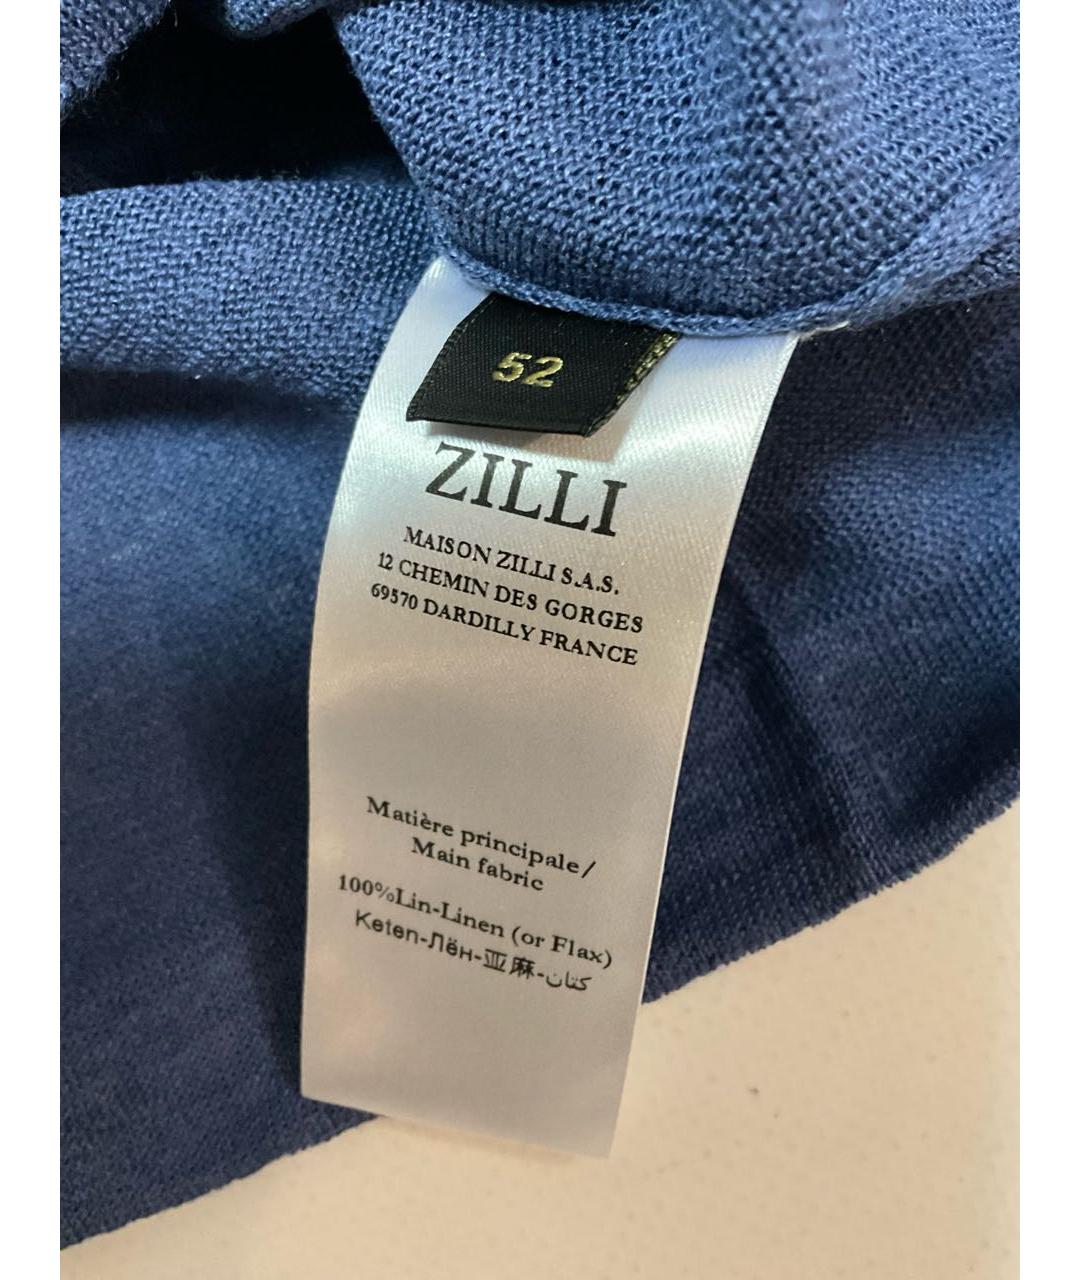 52
ZILLI
MAISON ZILLI S.A.S.
12 CHEMIN DES GORGES
69570 DARDILLY FRANCE
Matière principale/
Main fabric
100%Lin-Linen (or Flax)
Keten-Лён-亚麻-كتان